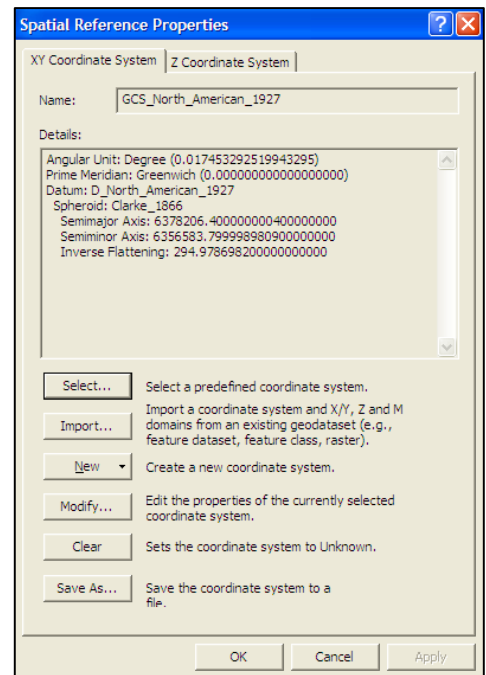 Spatial Reference Properties
XY Coordinate System
Z Coordinate System
Name: GCS_North_American_1927
Details:
Angular Unit: Degree (0.017453292519943295)
Prime Meridian: Greenwich (0.000000000000000000)
Datum: D_North_American_1927
Spheroid: Clarke_1866
Semimajor Axis: 6378206.400000000400000000
Semiminor Axis: 6356583.799998980900000000
Inverse Flattening: 294.978698200000000000
Select... Select a predefined coordinate system.
Import... Import a coordinate system and X/Y, Z and M
domains from an existing geodataset (e.g.,
feature dataset, feature class, raster).
New Create a new coordinate system.
Modify... Edit the properties of the currently selected
coordinate system.
Clear Sets the coordinate system to Unknown.
Save As... Save the coordinate system to a
file.
OK Cancel Apply